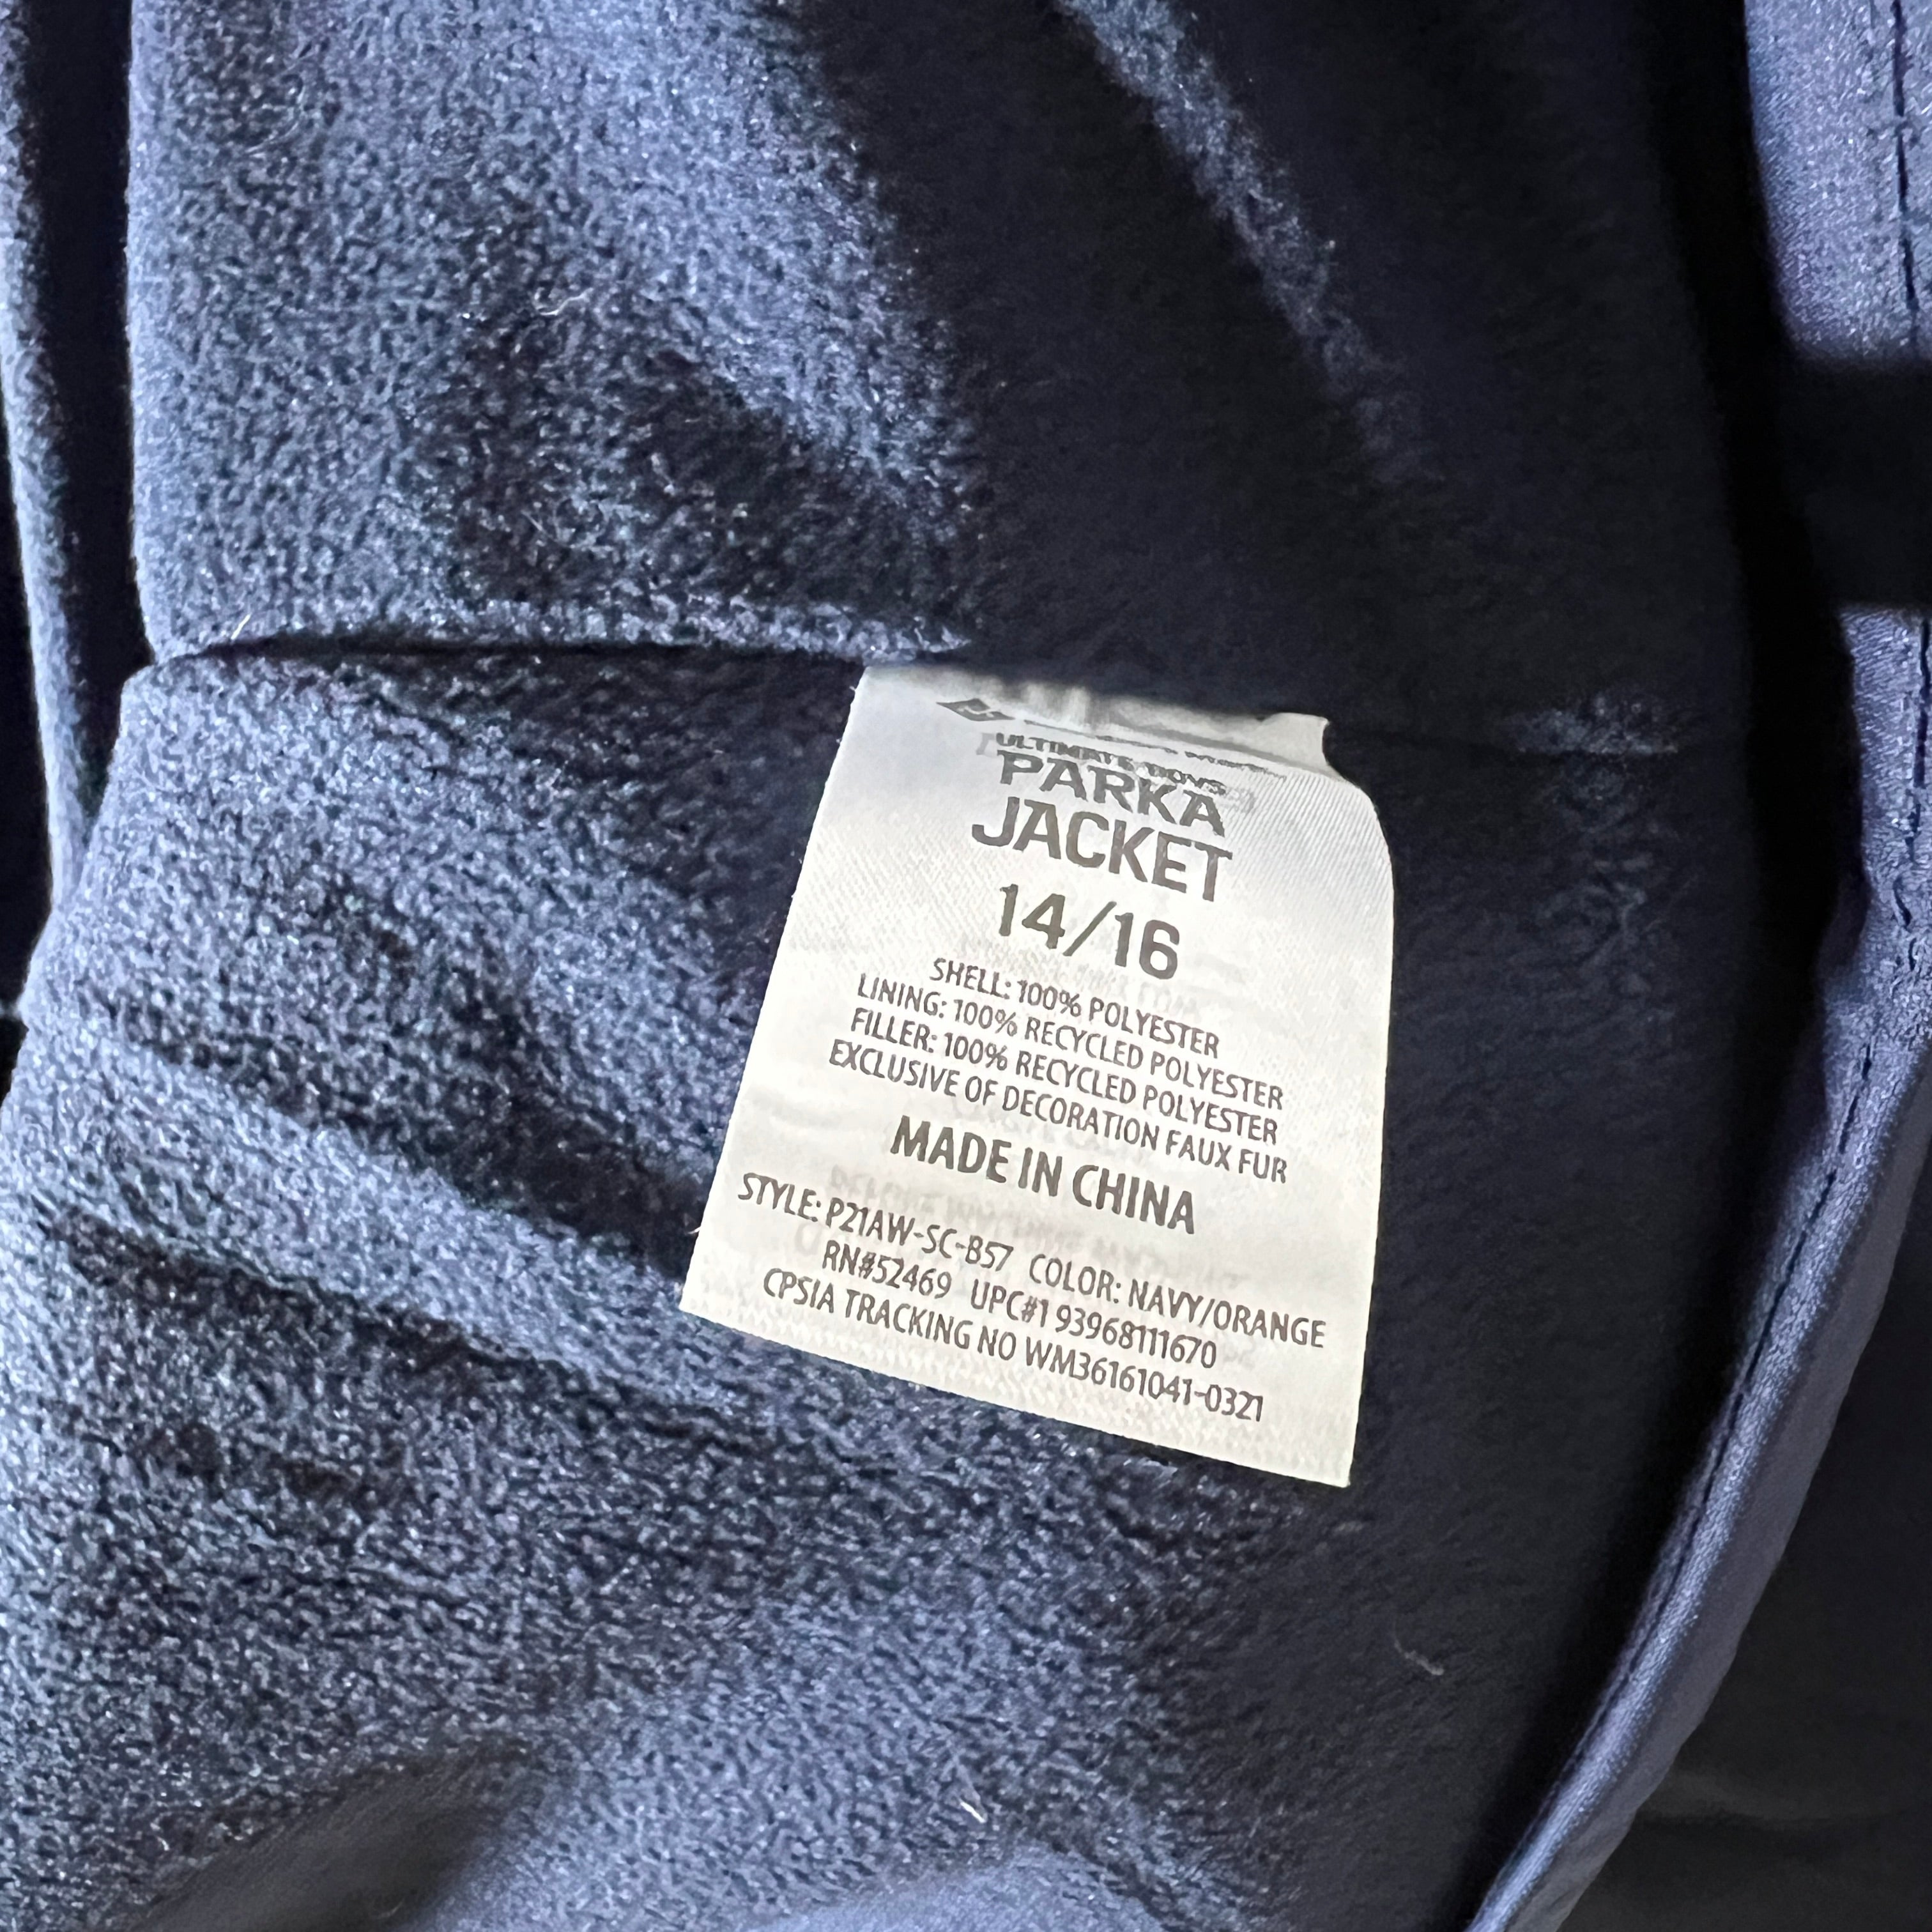 ULTIMATE BOYS
PARKA
JACKET
14/16
SHELL: 100% POLYESTER
LINING: 100% RECYCLED POLYESTER
FILLER: 100% RECYCLED POLYESTER
EXCLUSIVE OF DECORATION FAUX FUR
MADE IN CHINA
STYLE: P21AW-SC-B57 COLOR: NAVY/ORANGE
RN#52469 UPC#1 93968111670
CPSIA TRACKING NO WM36161041-0321